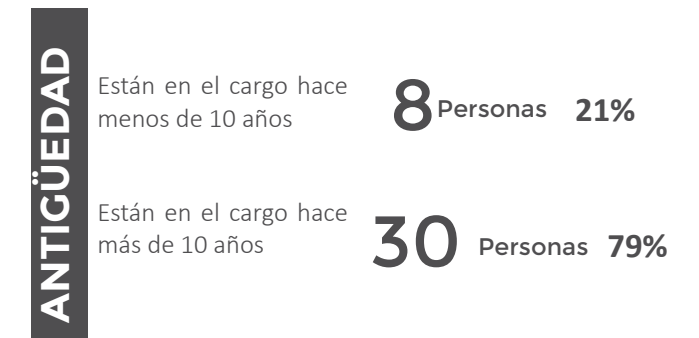 ANTIGÜEDAD
Están en el cargo hace
menos de 10 años
8 Personas 21%
Están en el cargo hace
más de 10 años
30 Personas 79%